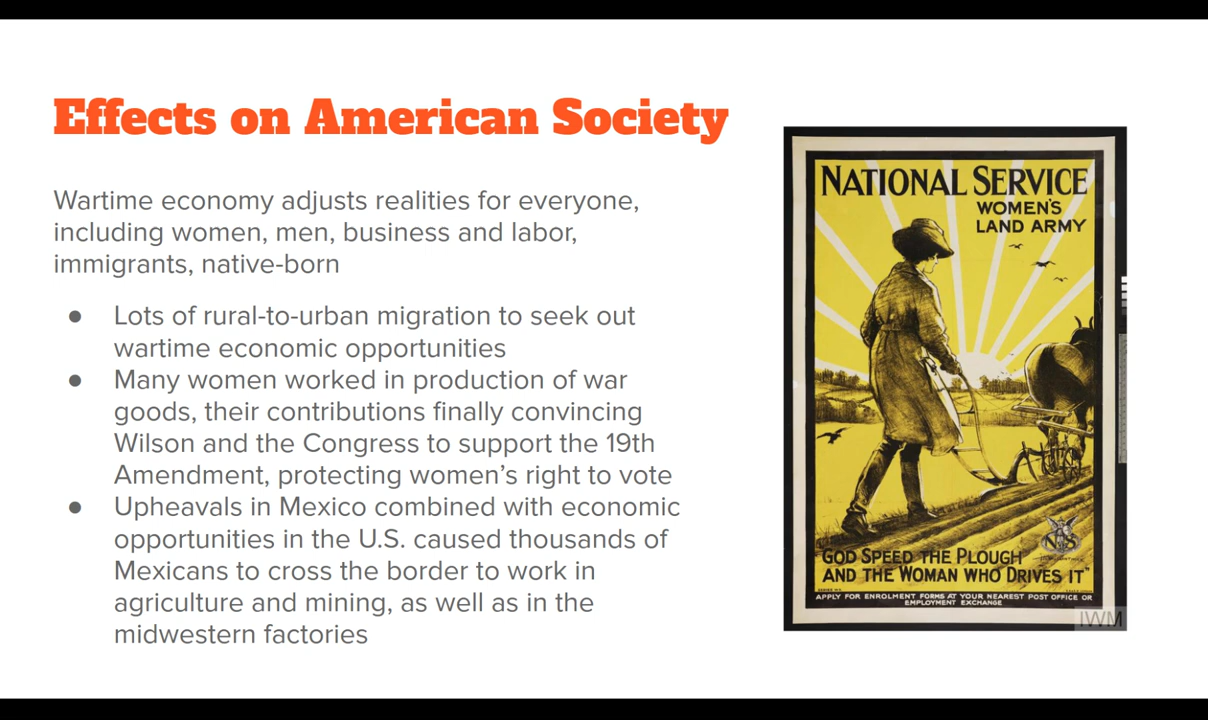 Effects on American Society
Wartime economy adjusts realities for everyone,
including women, men, business and labor,
immigrants, native-born
● Lots of rural-to-urban migration to seek out
wartime economic opportunities
● Many women worked in production of war
goods, their contributions finally convincing
Wilson and the Congress to support the 19th
Amendment, protecting women’s right to vote
● Upheavals in Mexico combined with economic
opportunities in the U.S. caused thousands of
Mexicans to cross the border to work in
agriculture and mining, as well as in the
midwestern factories
NATIONAL SERVICE
WOMEN'S
LAND ARMY
"GOD SPEED THE PLOUGH
AND THE WOMAN WHO DRIVES IT"
APPLY FOR ENROLMENT FORMS AT YOUR NEAREST POST OFFICE OR
EMPLOYMENT EXCHANGE
IWM